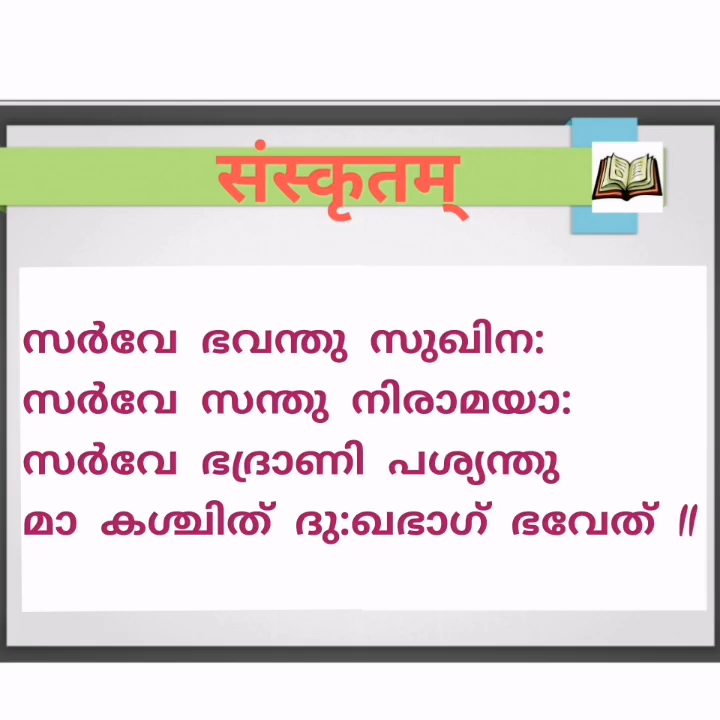 संस्कृतम्
സർവേ ഭവന്തു സുഖിന:
സർവേ സന്തു നിരാമയാ:
സർവേ ഭദ്രാണി പശ്യന്തു
മാ കശ്ചിത് ദു:ഖഭാഗ് ഭവേത് ॥